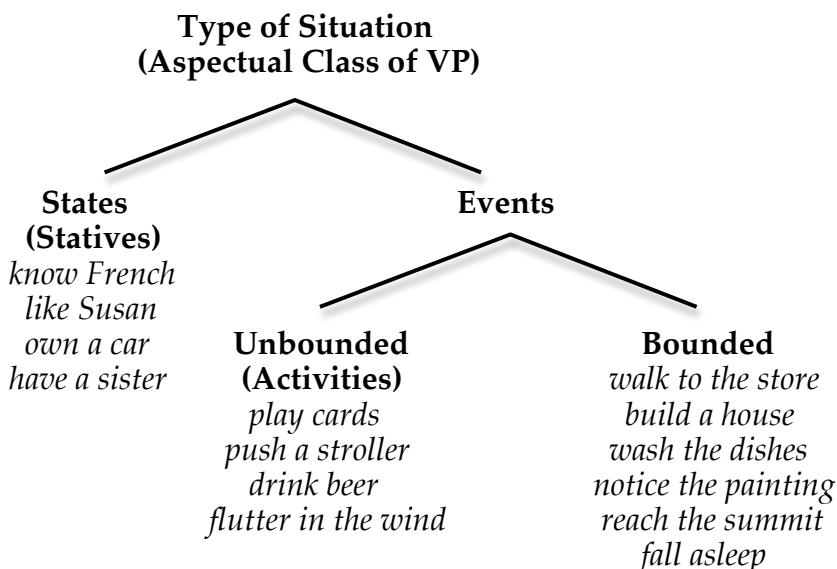 Type of Situation
(Aspectual Class of VP)
States
(Statives)
know French
like Susan
own a car
have a sister
Events
Unbounded
(Activities)
play cards
push a stroller
drink beer
flutter in the wind
Bounded
walk to the store
build a house
wash the dishes
notice the painting
reach the summit
fall asleep